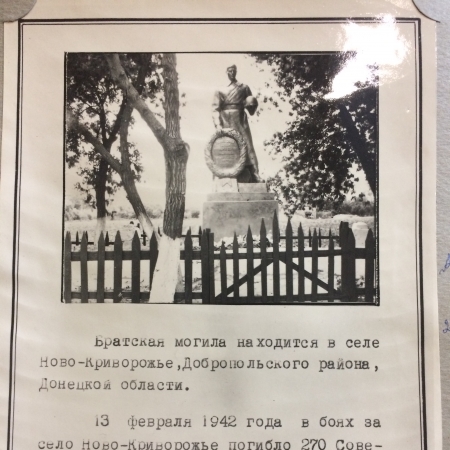 Братская могила находится в селе
Ново-Криворожье,Добропольского района,
Донецкой области.
13 февраля 1942 года в боях за
село Ново-Криворожье погибло 270 Сове-